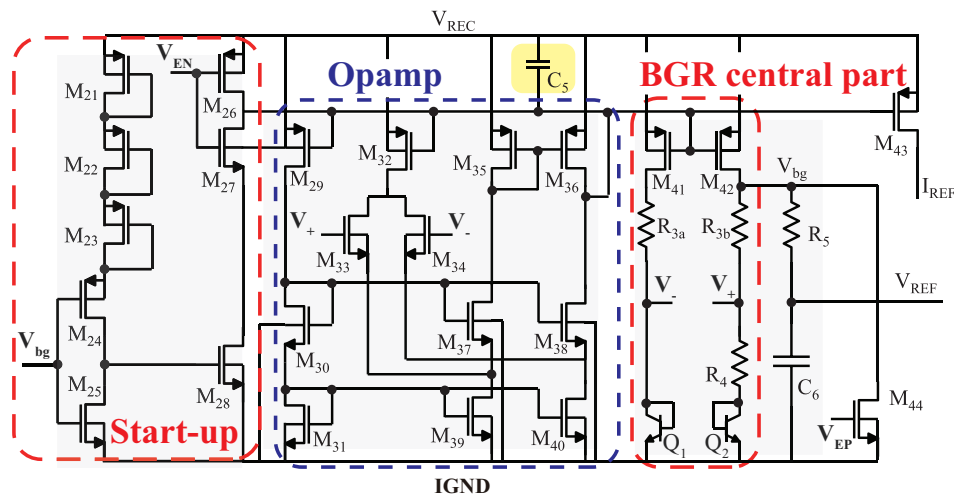 V_REC
V_EN
Opamp
C_5
BGR central part
M_21
M_26
M_22
M_27
M_29
M_32
M_35
M_36
M_41
M_42
M_43
V_bg
I_REF
M_23
V_+
V_-
M_33
M_34
R_3a
R_3b
R_5
V_REF
V_-
V_+
M_24
V_bg
M_25
M_28
M_30
M_37
M_38
R_4
C_6
M_44
Start-up
M_31
M_39
M_40
Q_1
Q_2
V_EP
IGND